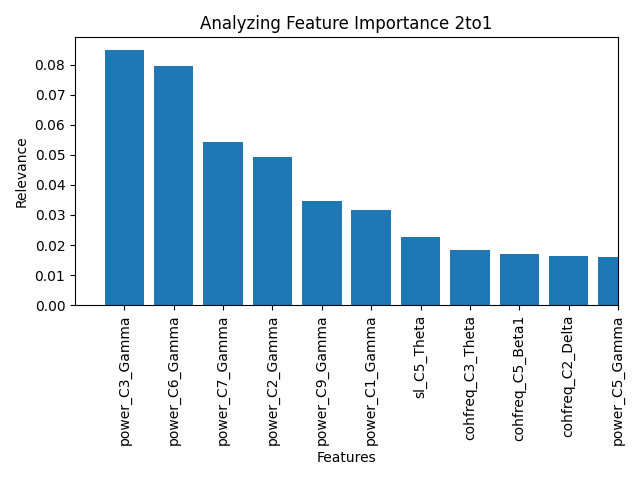 Analyzing Feature Importance 2to1
Relevance
0.08
0.07
0.06
0.05
0.04
0.03
0.02
0.01
0.00
power_C3_Gamma
power_C6_Gamma
power_C7_Gamma
power_C2_Gamma
power_C9_Gamma
power_C1_Gamma
sl_C5_Theta
cohfreq_C3_Theta
cohfreq_C5_Beta1
cohfreq_C2_Delta
power_C5_Gamma
Features